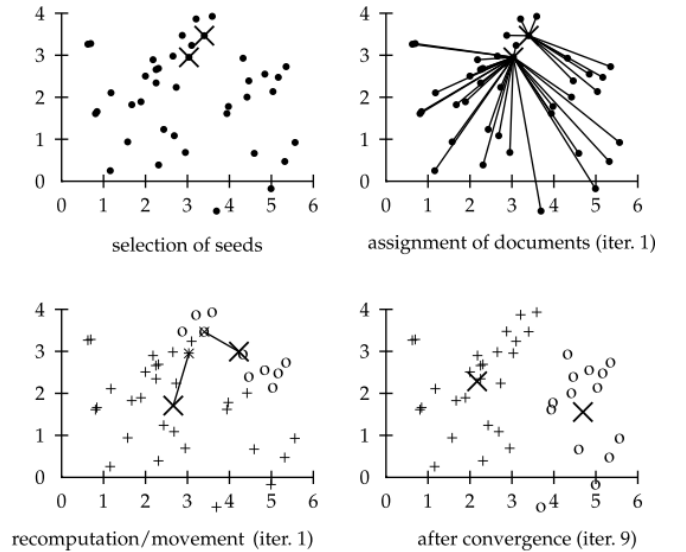 4
3
2
1
0
0 1 2 3 4 5 6
selection of seeds
4
3
2
1
0
0 1 2 3 4 5 6
assignment of documents (iter. 1)
4
3
2
1
0
0 1 2 3 4 5 6
recomputation/movement (iter. 1)
4
3
2
1
0
0 1 2 3 4 5 6
after convergence (iter. 9)